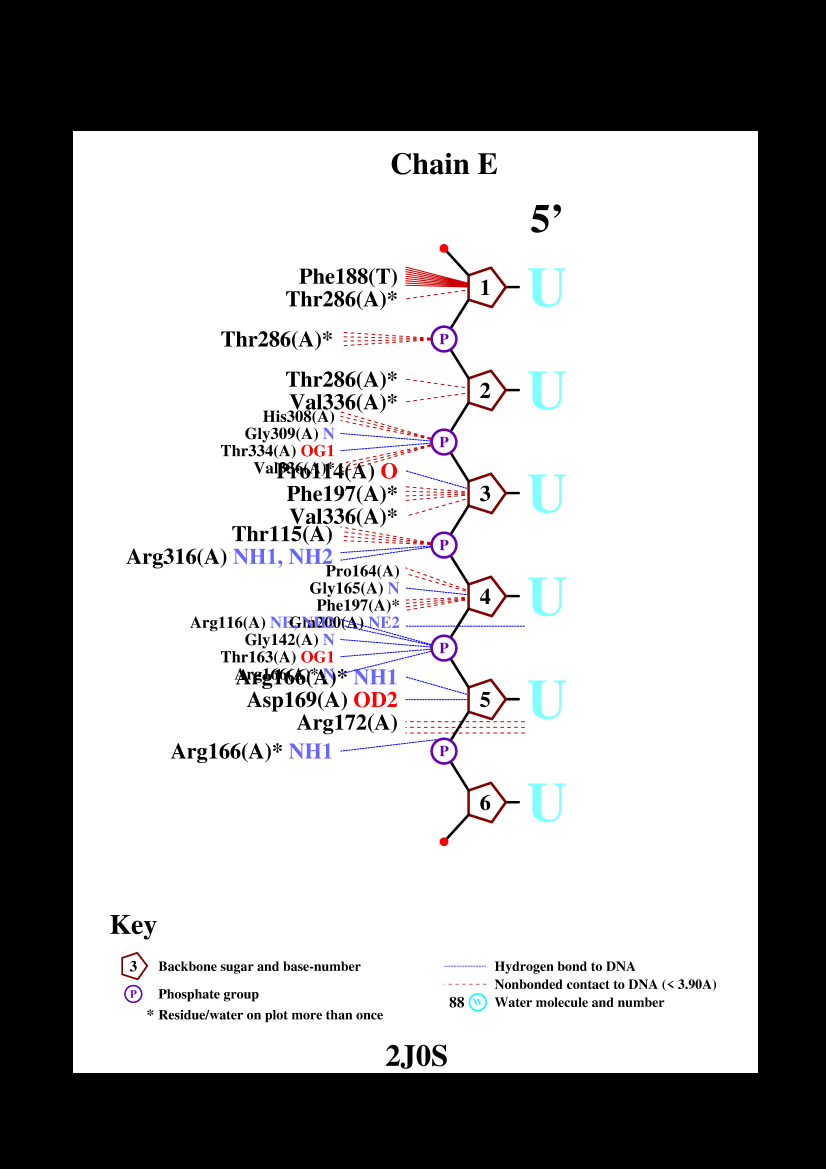 Chain E
5’
Phe188(T)
1
U
Thr286(A)*
Thr286(A)*
P
Thr286(A)*
2
U
Val336(A)*
His308(A)
Gly309(A) N
P
Thr334(A) OG1
Val336(A)*
Pro114(A) O
3
U
Phe197(A)*
Val336(A)*
Thr115(A)
P
Arg316(A) NH1, NH2
Pro164(A)
Gly165(A) N
4
U
Phe197(A)*
Arg116(A)
Gln200(A) NE2
Gly142(A) N
P
Thr163(A) OG1
Arg166(A)* N
Arg166(A)* NH1
Asp169(A) OD2
5
U
Arg172(A)
Arg166(A)* NH1
P
6
U
Key
3 Backbone sugar and base-number
P Phosphate group
* Residue/water on plot more than once
Hydrogen bond to DNA
Nonbonded contact to DNA (< 3.90A)
88 W Water molecule and number
2J0S